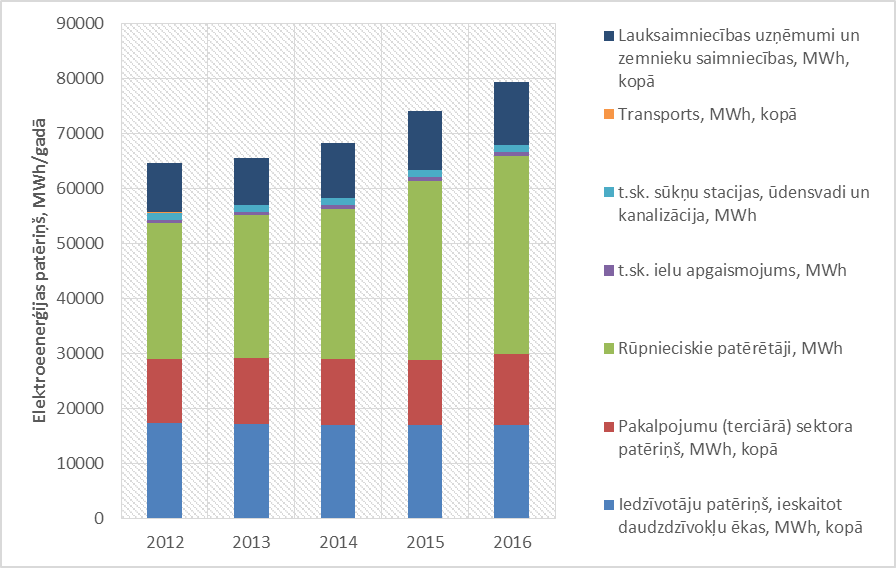 Elektroeenerģijas patēriņš, MWh/gadā
90000
80000
70000
60000
50000
40000
30000
20000
10000
0
2012
2013
2014
2015
2016
Lauksaimniecības uzņēmumi un
zemnieku saimniecības, MWh,
kopā
Transports, MWh, kopā
t.sk. sūkņu stacijas, ūdensvadi un
kanalizācija, MWh
t.sk. ielu apgaismojums, MWh
Rūpnieciskie patērētāji, MWh
Pakalpojumu (terciārā) sektora
patēriņš, MWh, kopā
Iedzīvotāju patēriņš, ieskaitot
daudzdzīvokļu ēkas, MWh, kopā